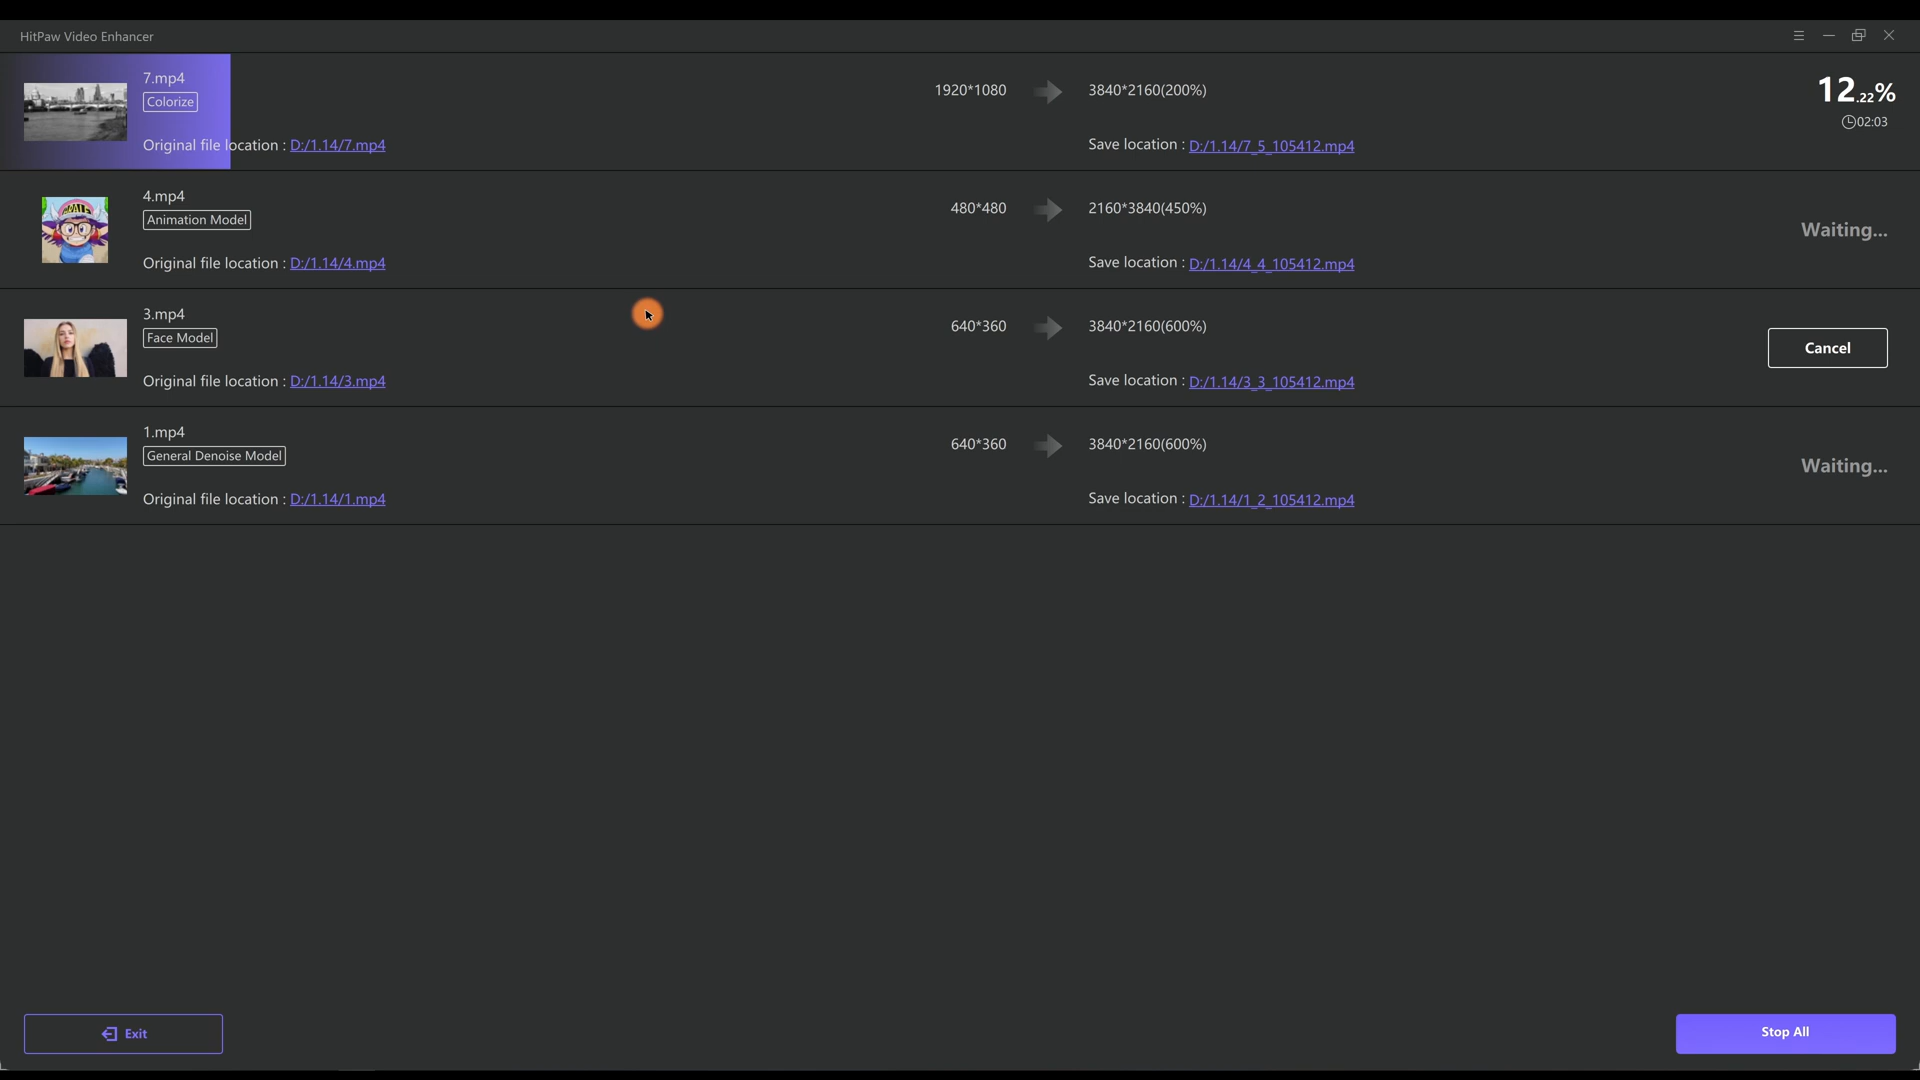 HitPaw Video Enhancer
7.mp4
Colorize
1920*1080
3840*2160(200%)
12.22%
02:03
Original file location : D:/1.14/7.mp4
Save location : D:/1.14/7_5_105412.mp4
4.mp4
Animation Model
480*480
2160*3840(450%)
Waiting...
Original file location : D:/1.14/4.mp4
Save location : D:/1.14/4_4_105412.mp4
3.mp4
Face Model
640*360
3840*2160(600%)
Cancel
Original file location : D:/1.14/3.mp4
Save location : D:/1.14/3_3_105412.mp4
1.mp4
General Denoise Model
640*360
3840*2160(600%)
Waiting...
Original file location : D:/1.14/1.mp4
Save location : D:/1.14/1_2_105412.mp4
Exit
Stop All